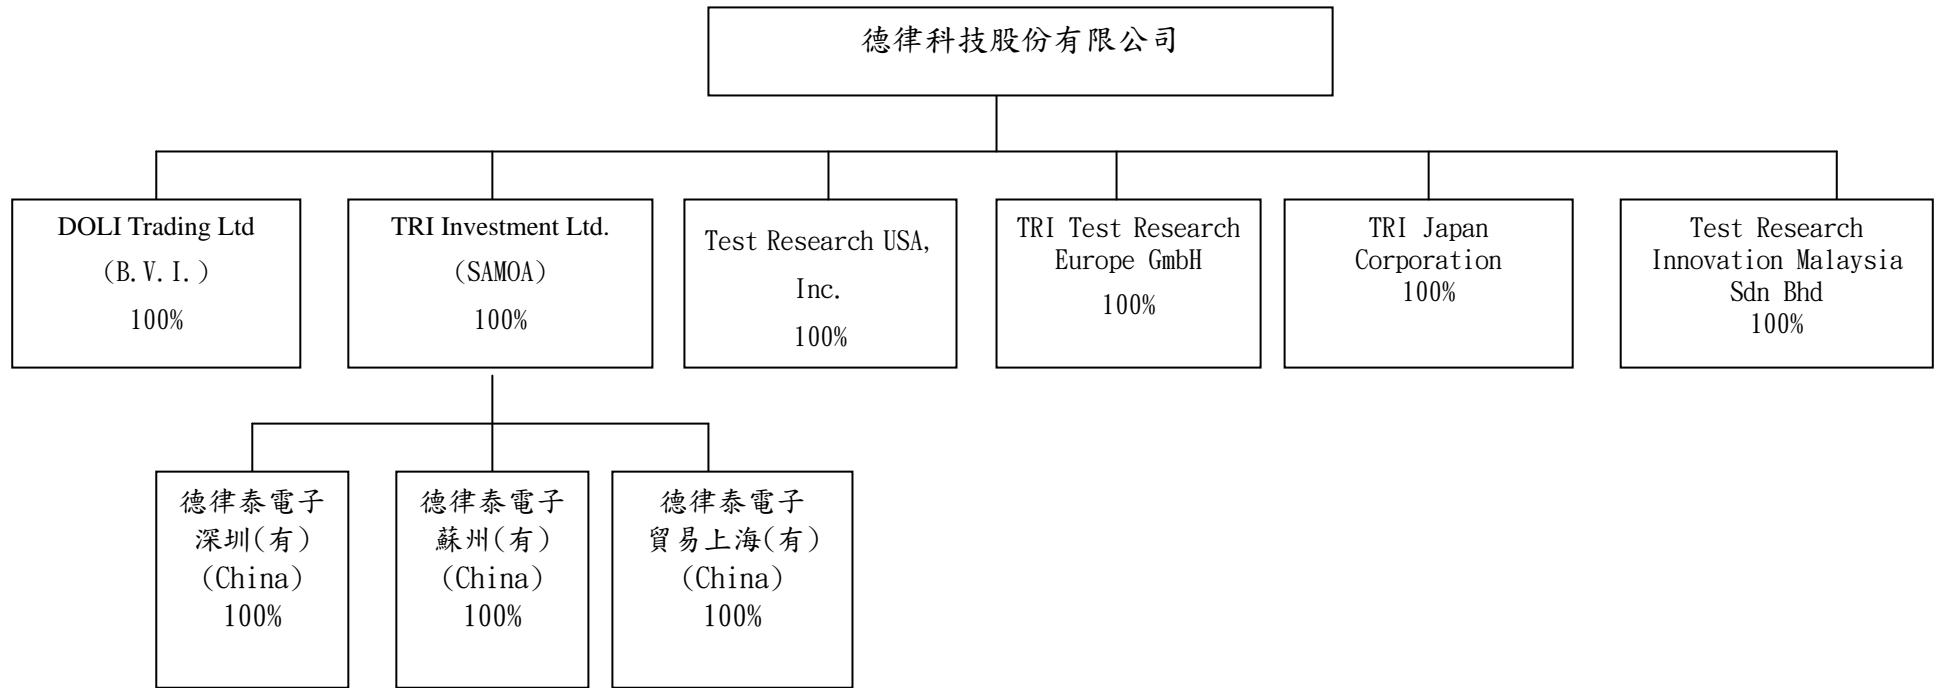 德律科技股份有限公司
DOLI Trading Ltd
(B.V.I.)
100%
TRI Investment Ltd.
(SAMOA)
100%
Test Research USA,
Inc.
100%
TRI Test Research
Europe GmbH
100%
TRI Japan
Corporation
100%
Test Research
Innovation Malaysia
Sdn Bhd
100%
德律泰電子
深圳(有)
(China)
100%
德律泰電子
蘇州(有)
(China)
100%
德律泰電子
貿易上海(有)
(China)
100%